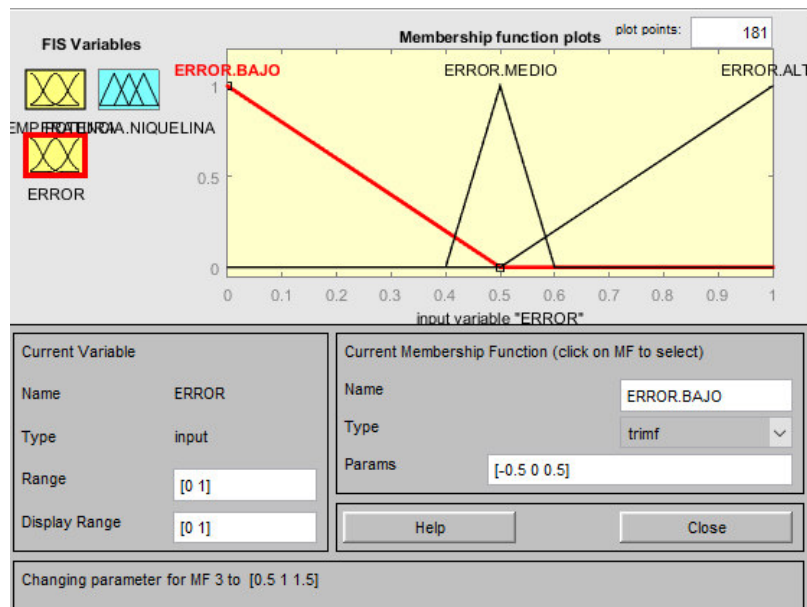 FIS Variables
Membership function plots
plot points:
181
ERROR.BAJO
ERROR.MEDIO
ERROR.ALT
1
0.5
0
ERROR
0
0.1
0.2
0.3
0.4
0.5
0.6
0.7
0.8
0.9
1
input variable "ERROR"
Current Variable
Name
ERROR
Type
input
Range
[0 1]
Display Range
[0 1]
Current Membership Function (click on MF to select)
Name
ERROR.BAJO
Type
trimf
Params
[-0.5 0 0.5]
Help
Close
Changing parameter for MF 3 to [0.5 1 1.5]